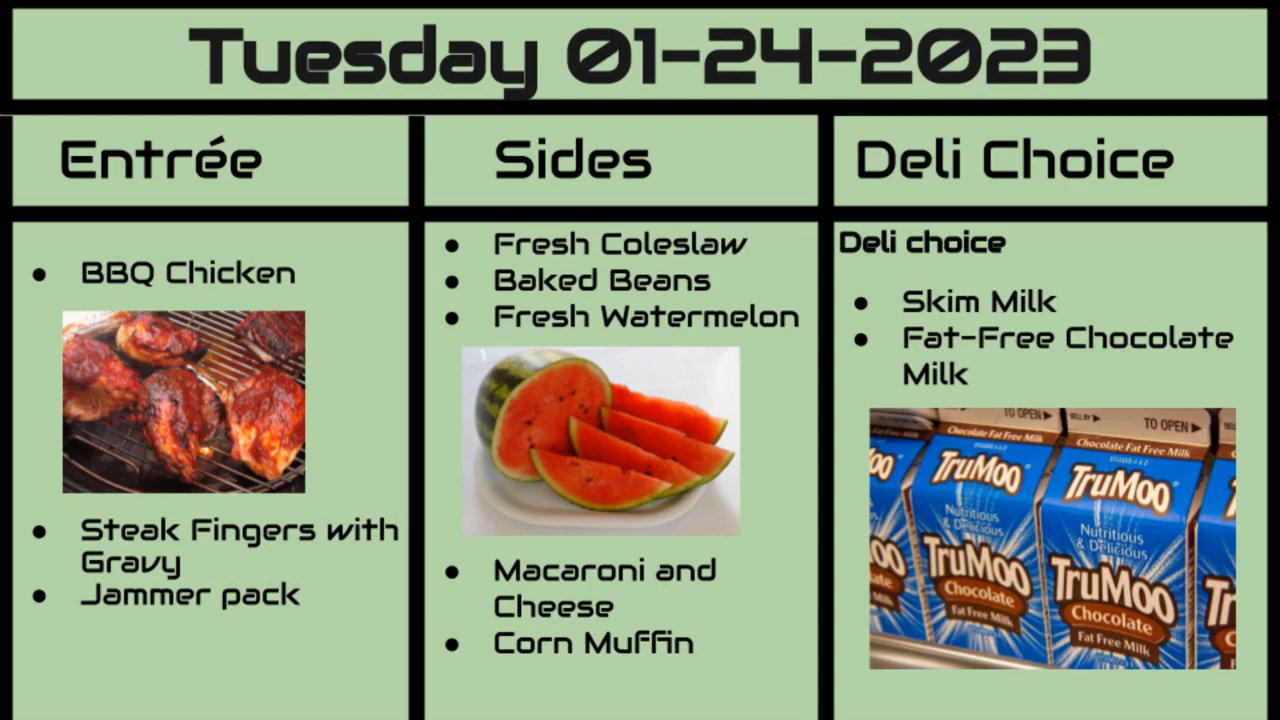 Tuesday 01-24-2023
Entrée
Sides
Deli Choice
BBQ Chicken
Steak Fingers with
Gravy
Jammer pack
Fresh Coleslaw
Baked Beans
Fresh Watermelon
Macaroni and
Cheese
Corn Muffin
Deli choice
Skim Milk
Fat-Free Chocolate
Milk
TO OPEN
SELL BY
TO OPEN
Chocolate Fat Free Milk
Chocolate Fat Free Milk
TruMoo
TruMoo
Nutritious
& Delicious
Nutritious
& Delicious
TruMoo
Chocolate
Fat Free Milk
TruMoo
Chocolate
Fat Free Milk